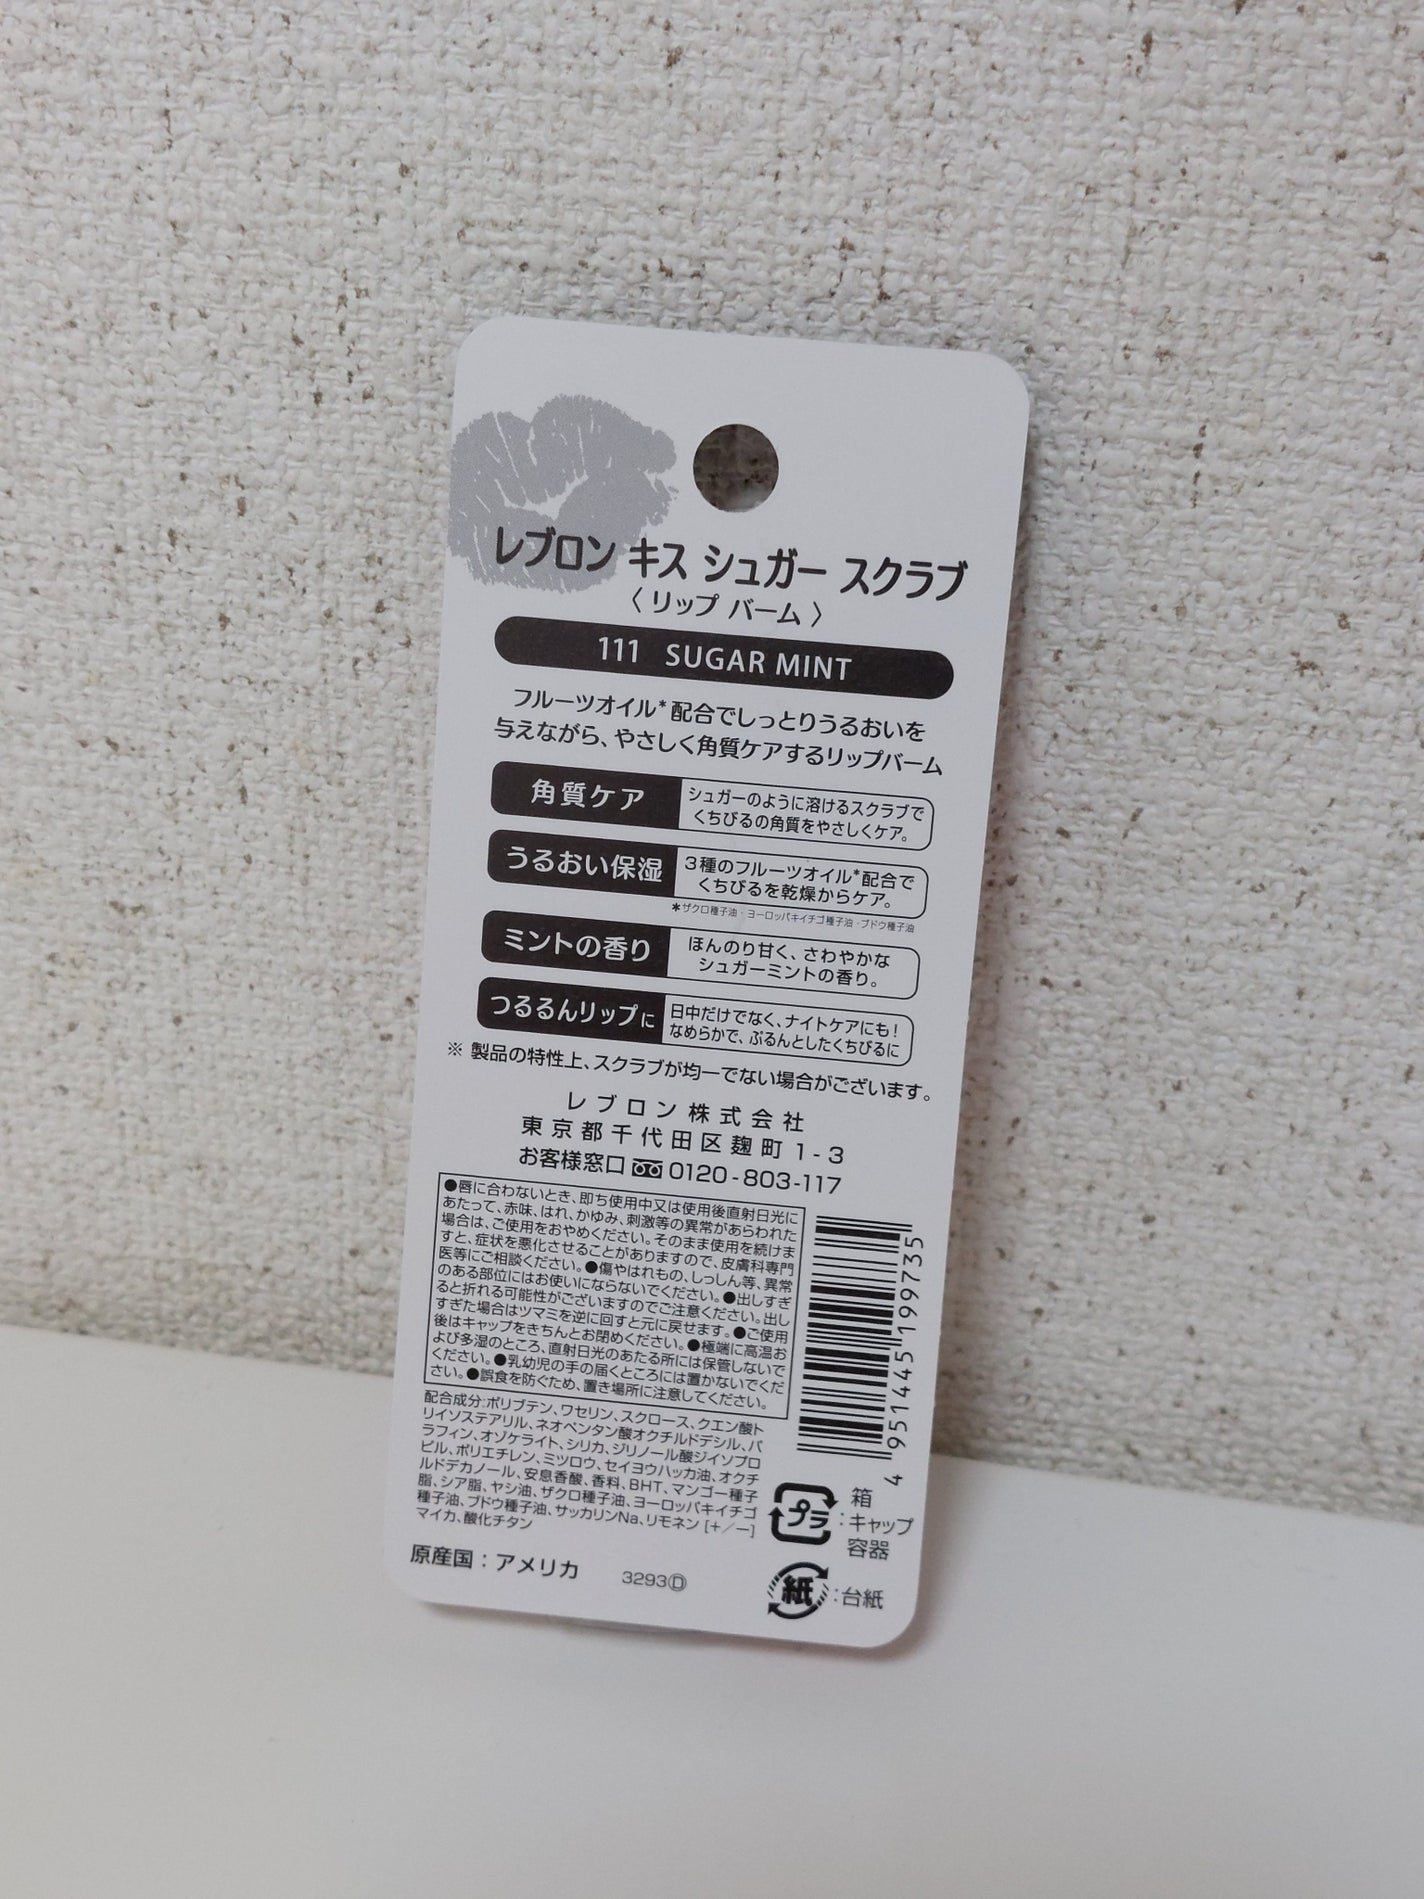 レブロン キス シュガー スクラブ
〈 リップ バーム 〉
111 SUGAR MINT
フルーツオイル*配合でしっとりうるおいを
与えながら、やさしく角質ケアするリップバーム
角質ケア
シュガーのように溶けるスクラブで
くちびるの角質をやさしくケア。
うるおい保湿
3種のフルーツオイル*配合で
くちびるを乾燥からケア。
*ザクロ種子油・ヨーロッパキイチゴ種子油・ブドウ種子油
ミントの香り
ほんのり甘く、さわやかな
シュガーミントの香り。
つるるんリップに
日中だけでなく、ナイトケアにも!
なめらかで、ぷるんとしたくちびるに
※ 製品の特性上、スクラブが均一でない場合がございます。
レブロン株式会社
東京都千代田区麹町1-3
お客様窓口 0120-803-117
●唇に合わないとき、即ち使用中又は使用後直射日光に
あたって、赤味、はれ、かゆみ、刺激等の異常があらわれた
場合は、ご使用をおやめください。そのまま使用を続けま
すと、症状を悪化させることがありますので、皮膚科専門
医等にご相談ください。●傷やはれもの、しっしん等、異常
のある部位にはお使いにならないでください。●出しすぎ
ると折れる可能性がございますのでご注意ください。出し
すぎた場合はツマミを逆に回すと元に戻せます。●ご使用
後はキャップをきちんとお閉めください。●極端に高温お
よび多湿のところ、直射日光のあたる所には保管しないで
ください。●乳幼児の手の届くところには置かないでくだ
さい。●誤食を防ぐため、置き場所に注意してください。
4951445199735
配合成分:ポリブテン、ワセリン、スクロース、クエン酸ト
リイソステアリル、ネオペンタン酸オクチルドデシル、パ
ラフィン、オゾケライト、シリカ、ジリノール酸ジイソプロ
ピル、ポリエチレン、ミツロウ、セイヨウハッカ油、オクチ
ルドデカノール、安息香酸、香料、BHT、マンゴー種子
脂、シア脂、ヤシ油、ザクロ種子油、ヨーロッパキイチゴ
種子油、ブドウ種子油、サッカリンNa、リモネン [+/ー]
マイカ、酸化チタン
原産国:アメリカ
3293Ⓓ
プラ
箱
:キャップ
容器
紙
:台紙